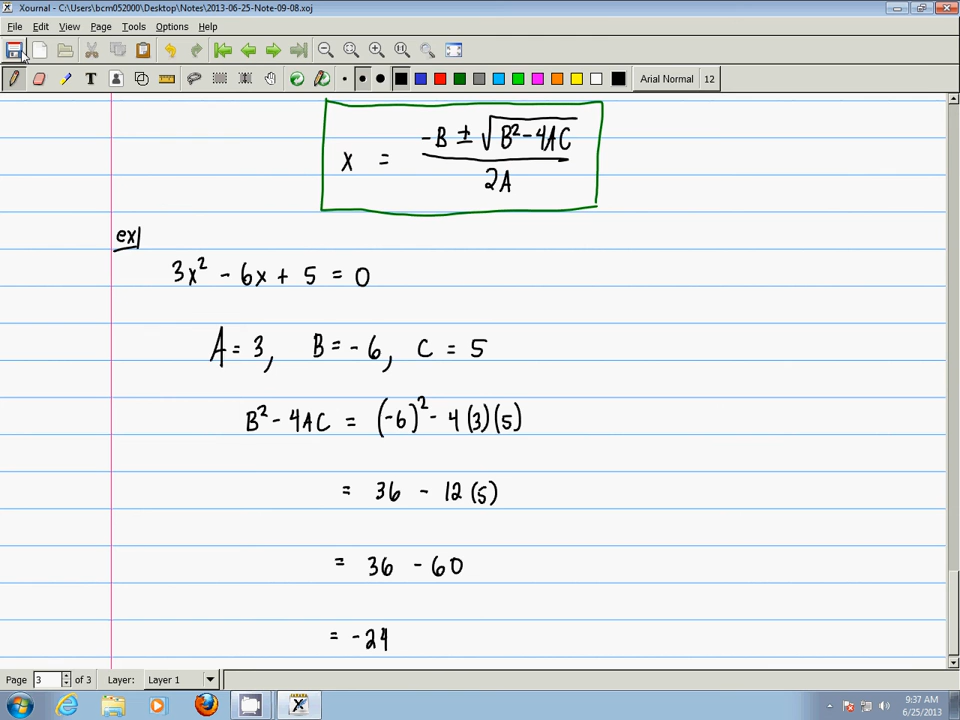 Xournal - C:\Users\bcm052000\Desktop\Notes\2013-06-25-Note-09-08.xoj
File Edit View Page Tools Options Help
Arial Normal 12
x = (-B ± √(B² - 4AC)) / 2A
ex)
3x² - 6x + 5 = 0
A = 3, B = -6, C = 5
B² - 4AC = (-6)² - 4(3)(5)
= 36 - 12(5)
= 36 - 60
= -24
Page 3 of 3 Layer: Layer 1
9:37 AM
6/25/2013